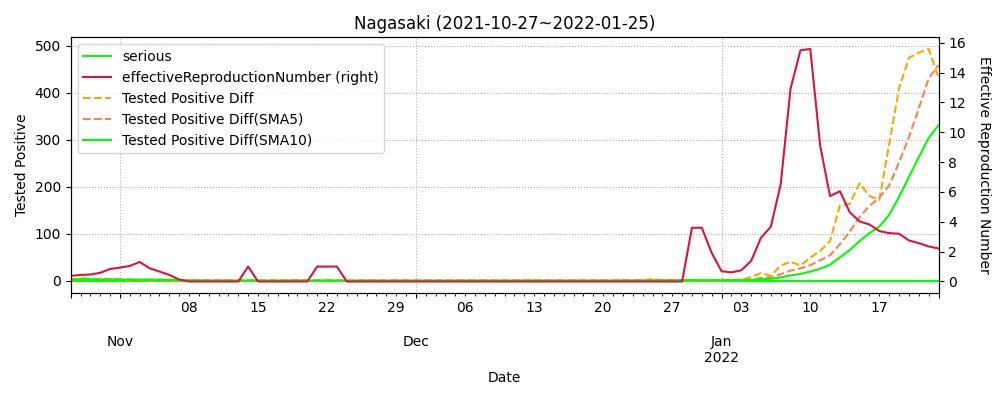 Nagasaki (2021-10-27~2022-01-25)
serious
effectiveReproductionNumber (right)
Tested Positive Diff
Tested Positive Diff(SMA5)
Tested Positive Diff(SMA10)
Tested Positive
500
400
300
200
100
0
16
14
12
10
8
6
4
2
0
Effective Reproduction Number
08 15 22 29 06 13 20 27 03 10 17
Nov Dec Jan
2022
Date